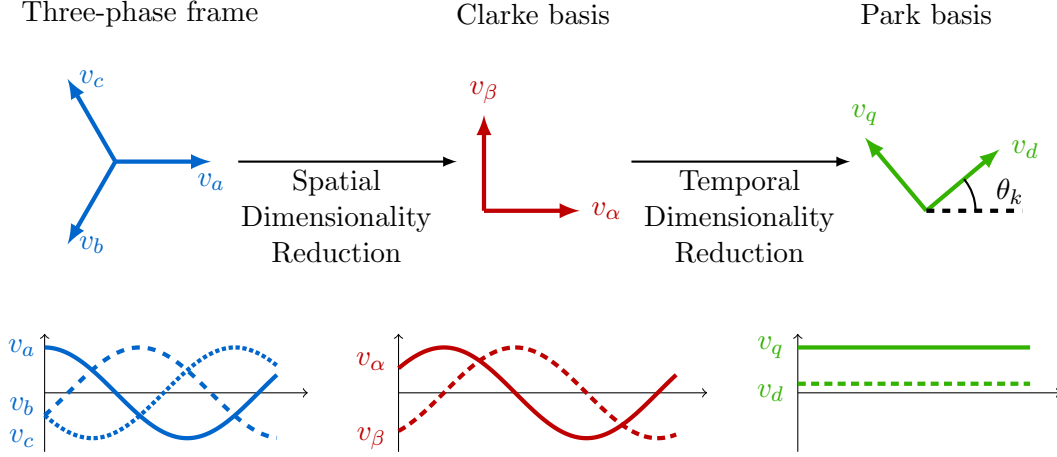 Three-phase frame
Clarke basis
Park basis
v_c
v_a
v_b
Spatial
Dimensionality
Reduction
v_β
v_α
Temporal
Dimensionality
Reduction
v_q
v_d
θ_k
v_a
v_b
v_c
v_α
v_β
v_q
v_d